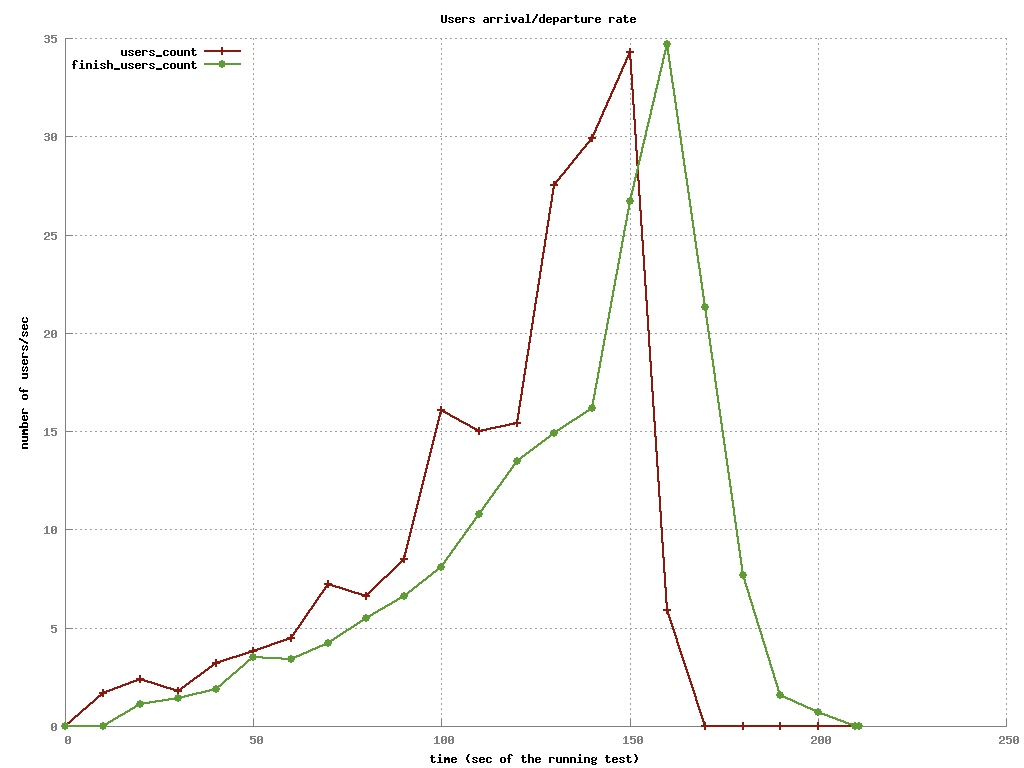 Users arrival/departure rate
users_count
finish_users_count
35
30
25
20
15
10
5
0
number of users/sec
0 50 100 150 200 250
time (sec of the running test)